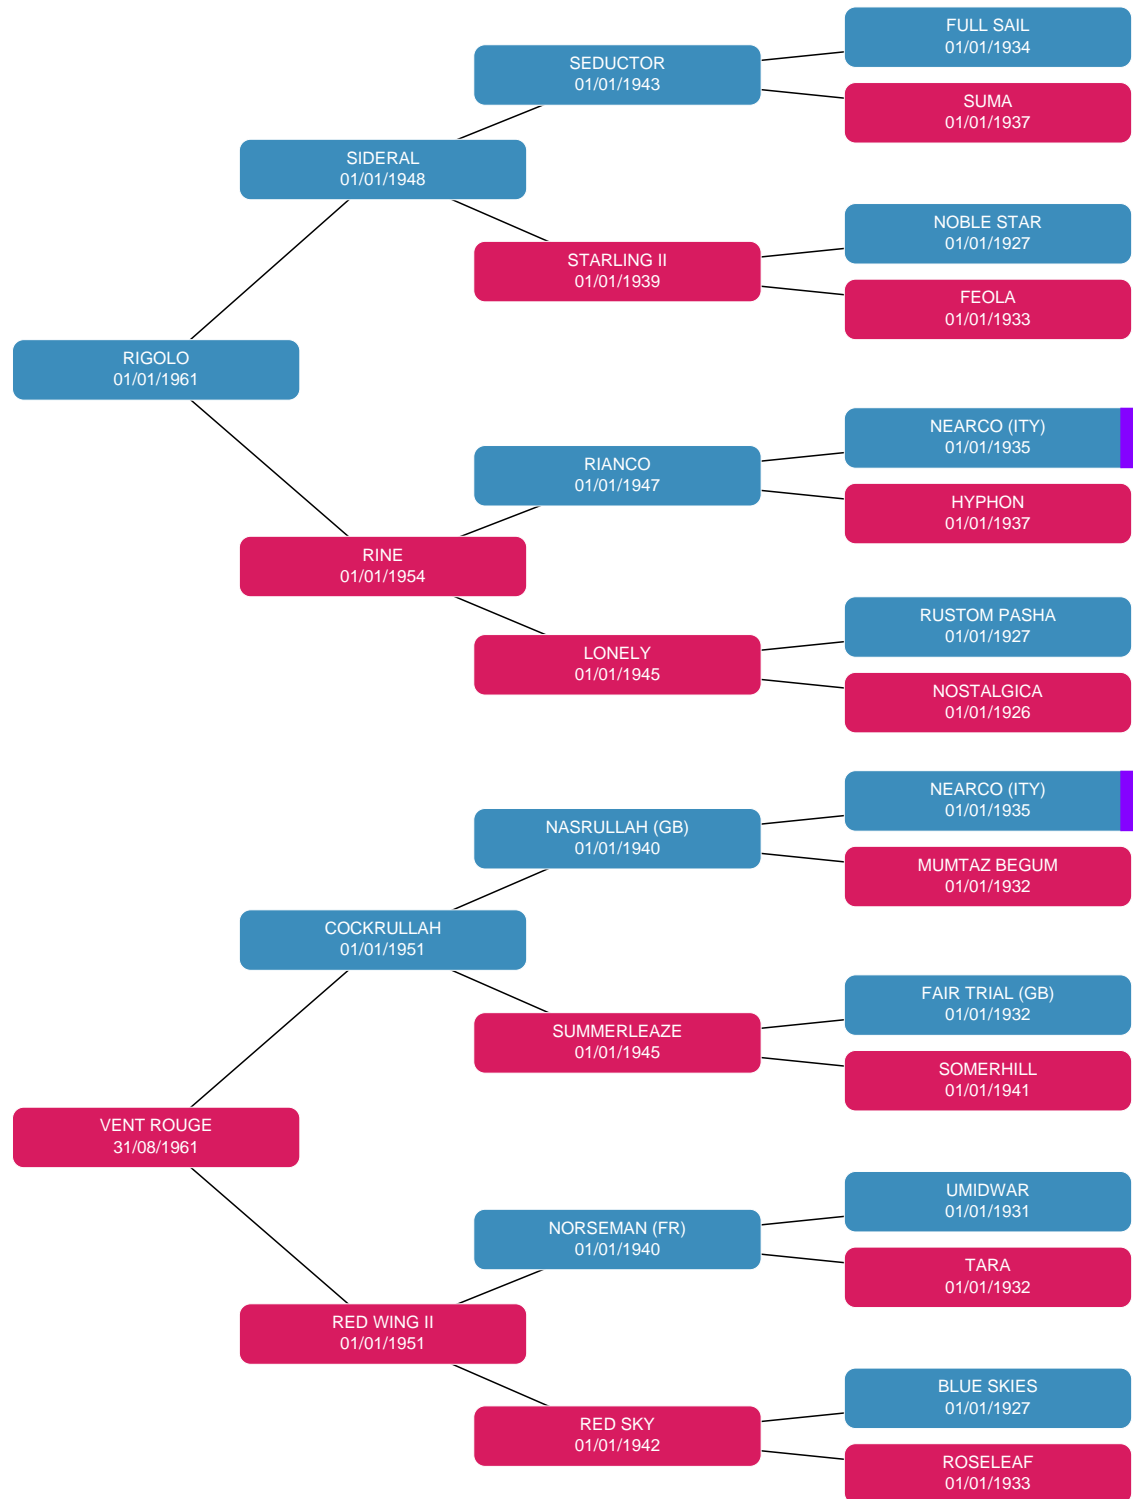 FULL SAIL
01/01/1934
SEDUCTOR
01/01/1943
SUMA
01/01/1937
SIDERAL
01/01/1948
NOBLE STAR
01/01/1927
STARLING II
01/01/1939
FEOLA
01/01/1933
RIGOLO
01/01/1961
NEARCO (ITY)
01/01/1935
RIANCO
01/01/1947
HYPHON
01/01/1937
RINE
01/01/1954
RUSTOM PASHA
01/01/1927
LONELY
01/01/1945
NOSTALGICA
01/01/1926
NEARCO (ITY)
01/01/1935
NASRULLAH (GB)
01/01/1940
MUMTAZ BEGUM
01/01/1932
COCKRULLAH
01/01/1951
FAIR TRIAL (GB)
01/01/1932
SUMMERLEAZE
01/01/1945
SOMERHILL
01/01/1941
VENT ROUGE
31/08/1961
UMIDWAR
01/01/1931
NORSEMAN (FR)
01/01/1940
TARA
01/01/1932
RED WING II
01/01/1951
BLUE SKIES
01/01/1927
RED SKY
01/01/1942
ROSELEAF
01/01/1933